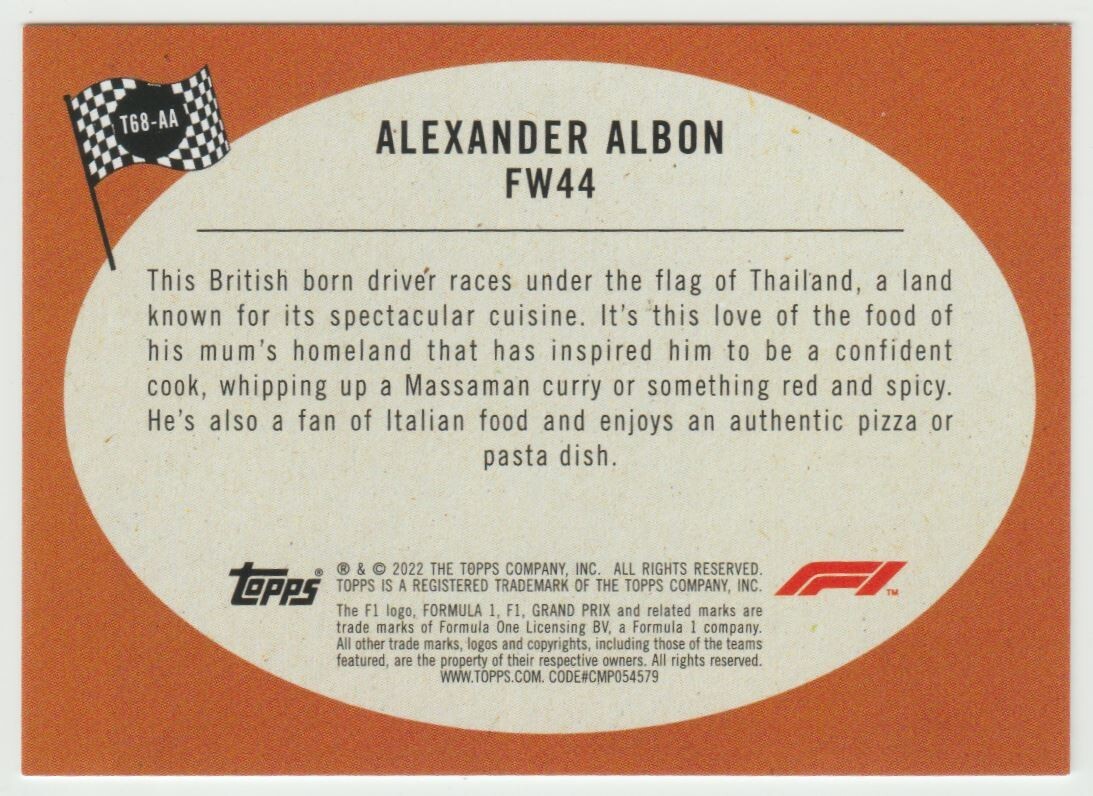 T68-AA
ALEXANDER ALBON
FW44
This British born driver races under the flag of Thailand, a land
known for its spectacular cuisine. It's this love of the food of
his mum's homeland that has inspired him to be a confident
cook, whipping up a Massaman curry or something red and spicy.
He's also a fan of Italian food and enjoys an authentic pizza or
pasta dish.
topps®
® & © 2022 THE TOPPS COMPANY, INC. ALL RIGHTS RESERVED.
TOPPS IS A REGISTERED TRADEMARK OF THE TOPPS COMPANY, INC.
The F1 logo, FORMULA 1, F1, GRAND PRIX and related marks are
trade marks of Formula One Licensing BV, a Formula 1 company.
All other trade marks, logos and copyrights, including those of the teams
featured, are the property of their respective owners. All rights reserved.
WWW.TOPPS.COM. CODE#CMP054579
F1™